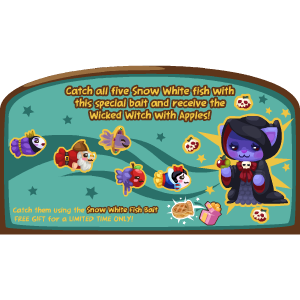 Catch all five Snow White fish with
this special bait and receive the
Wicked Witch with Apples!
Catch them using the Snow White Fish Bait
FREE GIFT for a LIMITED TIME ONLY!!